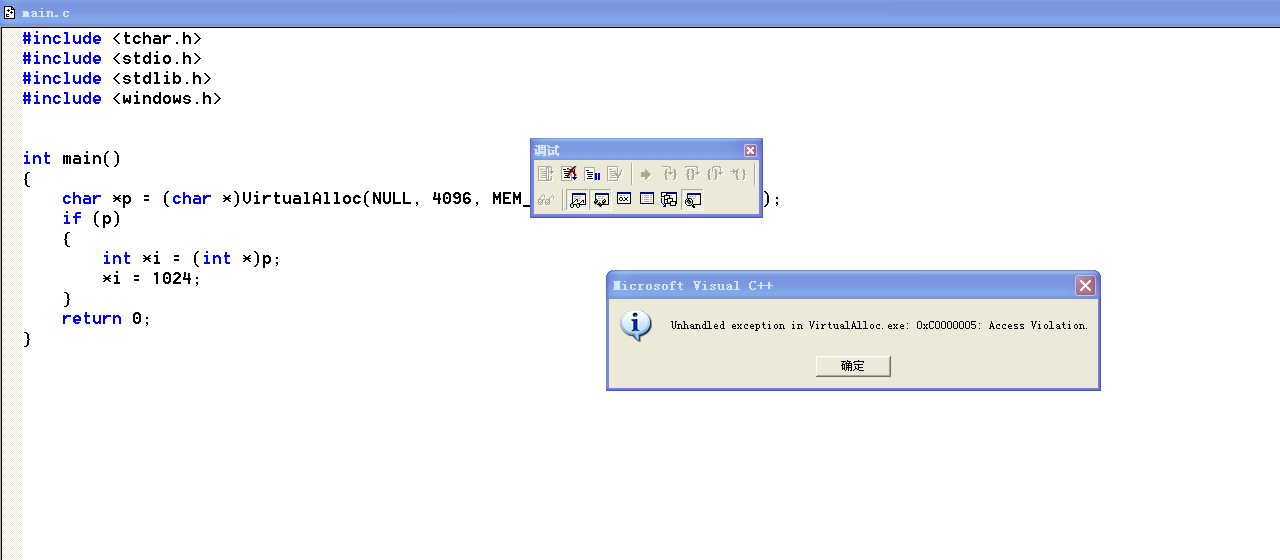 main.c
#include <tchar.h>
#include <stdio.h>
#include <stdlib.h>
#include <windows.h>
int main()
{
char *p = (char *)VirtualAlloc(NULL, 4096, MEM_
);
if (p)
{
int *i = (int *)p;
*i = 1024;
}
return 0;
}
调试
Microsoft Visual C++
Unhandled exception in VirtualAlloc.exe: 0xC0000005: Access Violation.
确定